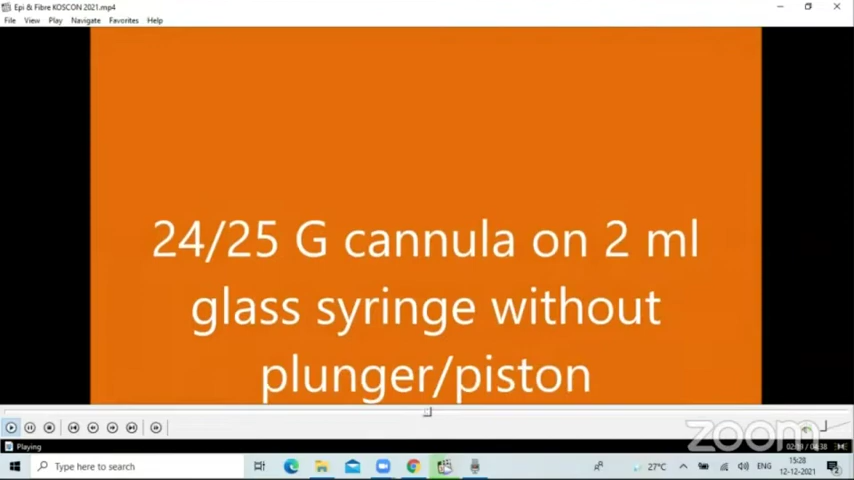 Epi & Fibre KOSCON 2021.mp4
File View Play Navigate Favorites Help
24/25 G cannula on 2 ml
glass syringe without
plunger/piston
zoom
Playing
Type here to search
27°C
ENG
15:28
12-12-2021
2